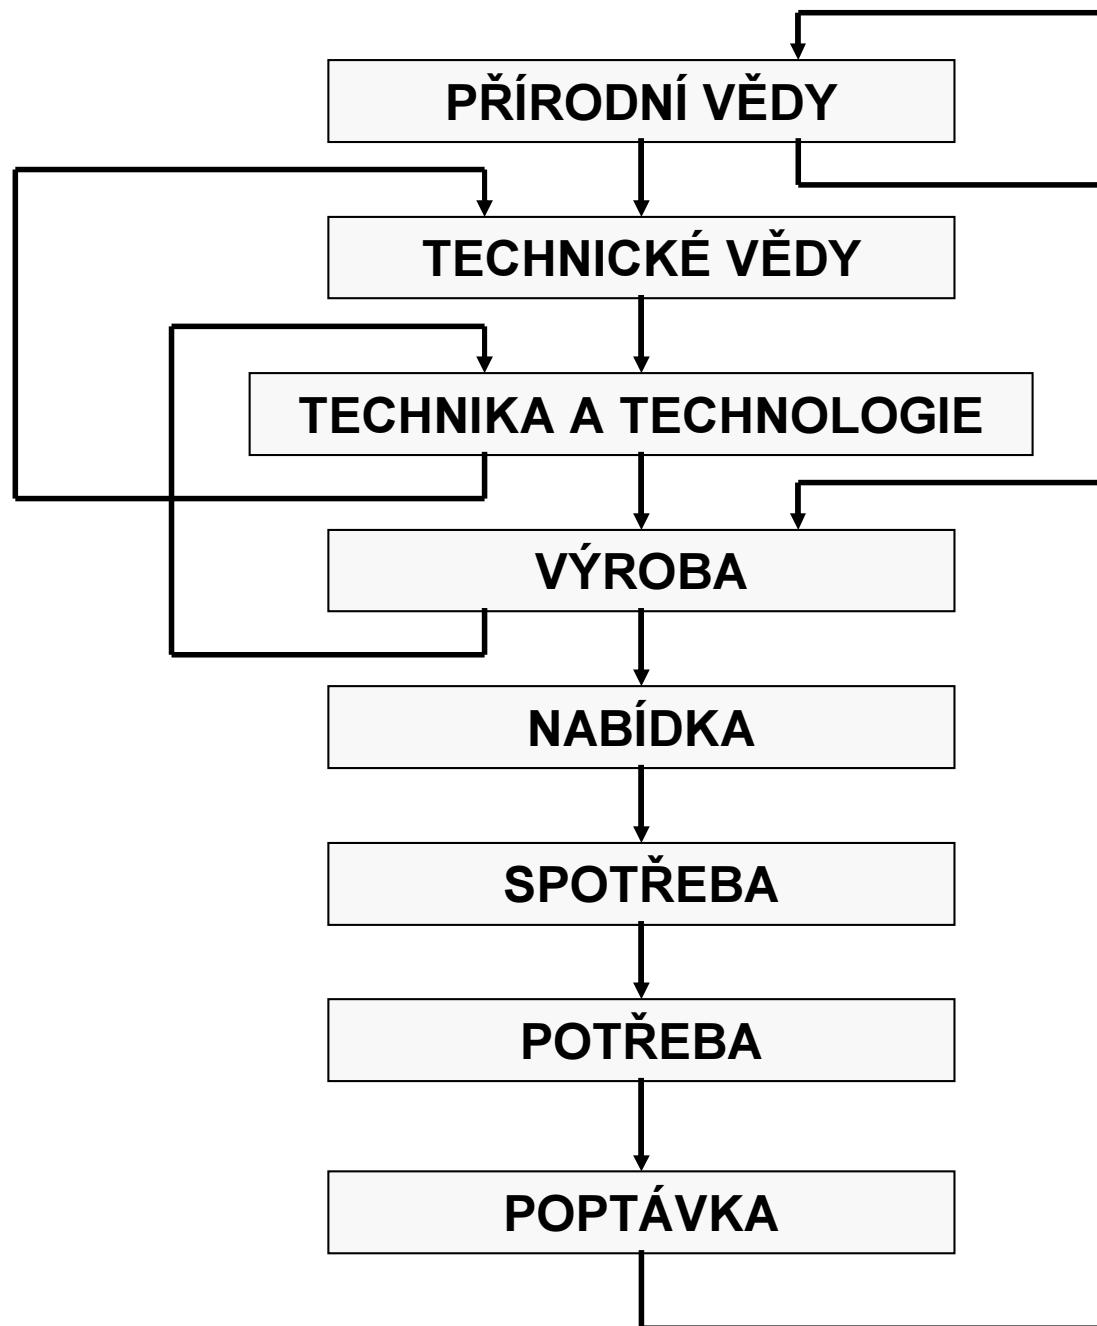 PŘÍRODNÍ VĚDY
TECHNICKÉ VĚDY
TECHNIKA A TECHNOLOGIE
VÝROBA
NABÍDKA
SPOTŘEBA
POTŘEBA
POPTÁVKA